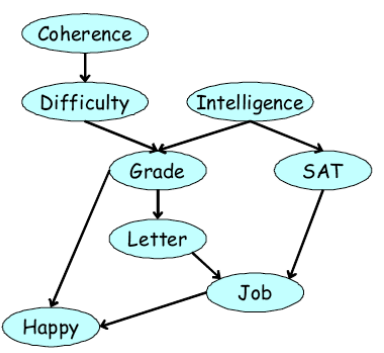 Coherence
Difficulty
Intelligence
Grade
SAT
Letter
Job
Happy